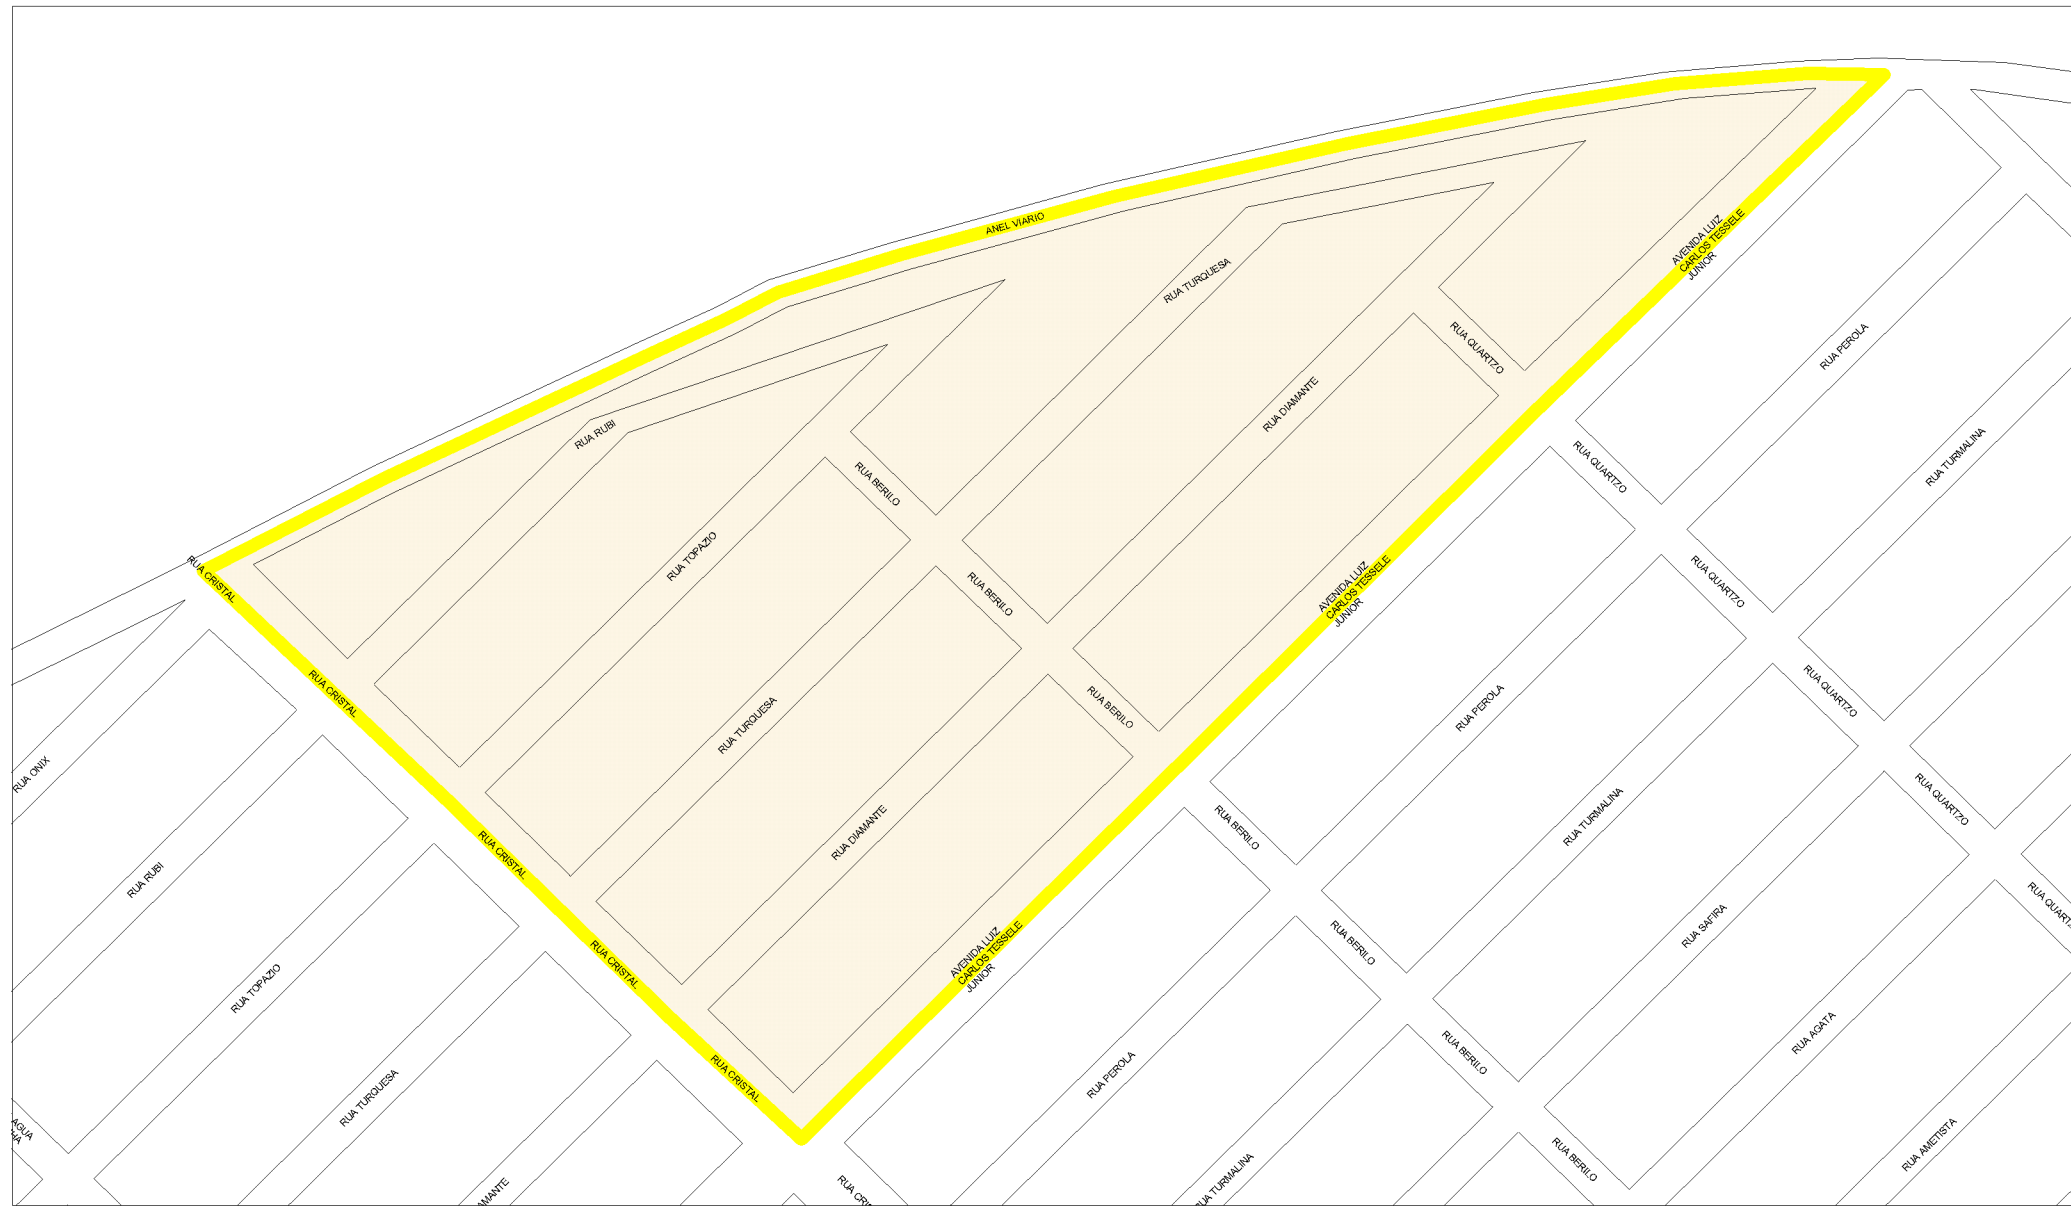 ANEL VIARIO
AVENIDA LUIZ
CARLOS TESSELE
JUNIOR
RUA TURQUESA
RUA QUARTZO
RUA PEROLA
RUA DIAMANTE
RUA RUBI
RUA QUARTZO
RUA TURMALINA
RUA BERILO
RUA TOPAZIO
RUA CRISTAL
RUA BERILO
AVENIDA LUIZ
CARLOS TESSELE
JUNIOR
RUA QUARTZO
RUA CRISTAL
RUA BERILO
RUA PEROLA
RUA QUARTZO
RUA TURQUESA
RUA ONIX
RUA QUARTZO
RUA DIAMANTE
RUA BERILO
RUA TURMALINA
RUA CRISTAL
RUA RUBI
RUA BERILO
RUA SAFIRA
AVENIDA LUIZ
CARLOS TESSELE
JUNIOR
RUA CRISTAL
RUA TOPAZIO
RUA BERILO
RUA AGATA
RUA CRISTAL
RUA PEROLA
RUA TURQUESA
AGUA
RUA AMETISTA
RUA BERILO
RUA